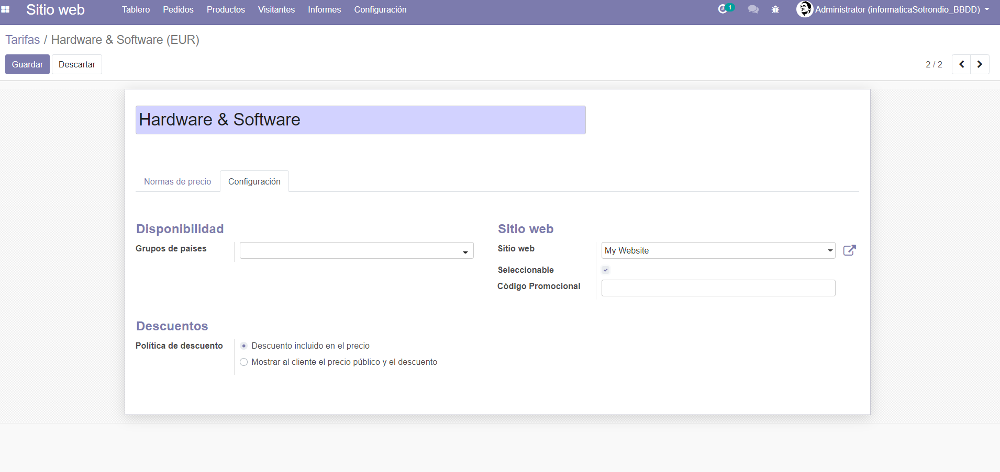 Sitio web Tablero Pedidos Productos Visitantes Informes Configuración 1 Administrator (informaticaSotrondio_BBDD)
Tarifas / Hardware & Software (EUR)
Guardar Descartar 2 / 2
Hardware & Software
Normas de precio Configuración
Disponibilidad
Grupos de países
Sitio web
Sitio web My Website
Seleccionable
Código Promocional
Descuentos
Política de descuento Descuento incluido en el precio
Mostrar al cliente el precio público y el descuento